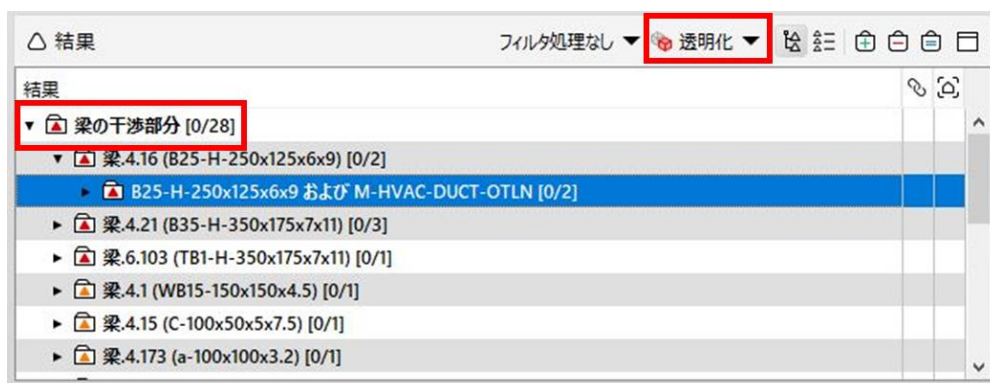 結果 フィルタ処理なし 透明化
結果
梁の干渉部分 [0/28]
梁.4.16 (B25-H-250x125x6x9) [0/2]
B25-H-250x125x6x9 および M-HVAC-DUCT-OTLN [0/2]
梁.4.21 (B35-H-350x175x7x11) [0/3]
梁.6.103 (TB1-H-350x175x7x11) [0/1]
梁.4.1 (WB15-150x150x4.5) [0/1]
梁.4.15 (C-100x50x5x7.5) [0/1]
梁.4.173 (a-100x100x3.2) [0/1]